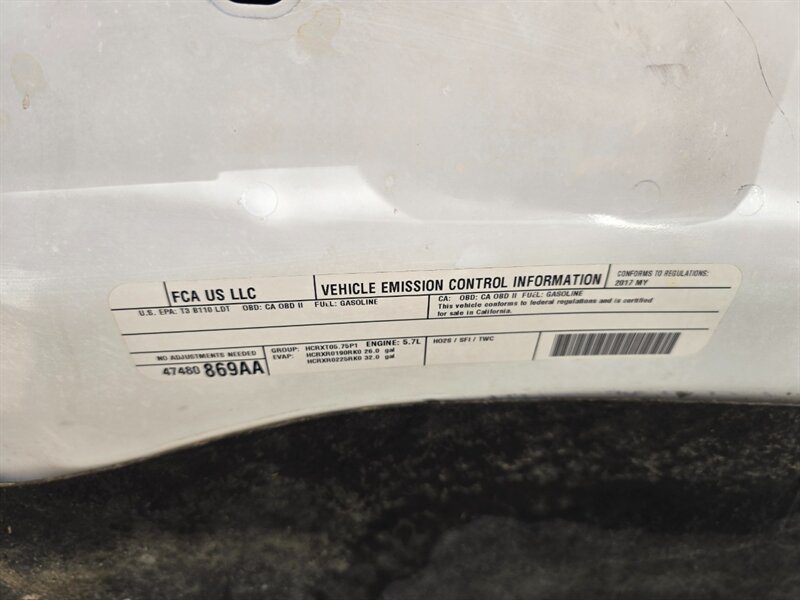 FCA US LLC
VEHICLE EMISSION CONTROL INFORMATION
CONFORMS TO REGULATIONS:
2017 MY
U.S. EPA: T3 B110 LDT OBD: CA OBD II FUEL: GASOLINE
CA: OBD: CA OBD II FUEL: GASOLINE
This vehicle conforms to federal regulations and is certified
for sale in California.
NO ADJUSTMENTS NEEDED
47480 869AA
GROUP: HCRXT05.75P1 ENGINE: 5.7L
EVAP: HCRXR0190RK0 26.0 gal
HCRXR0225RK0 32.0 gal
HO2S / SFI / TWC